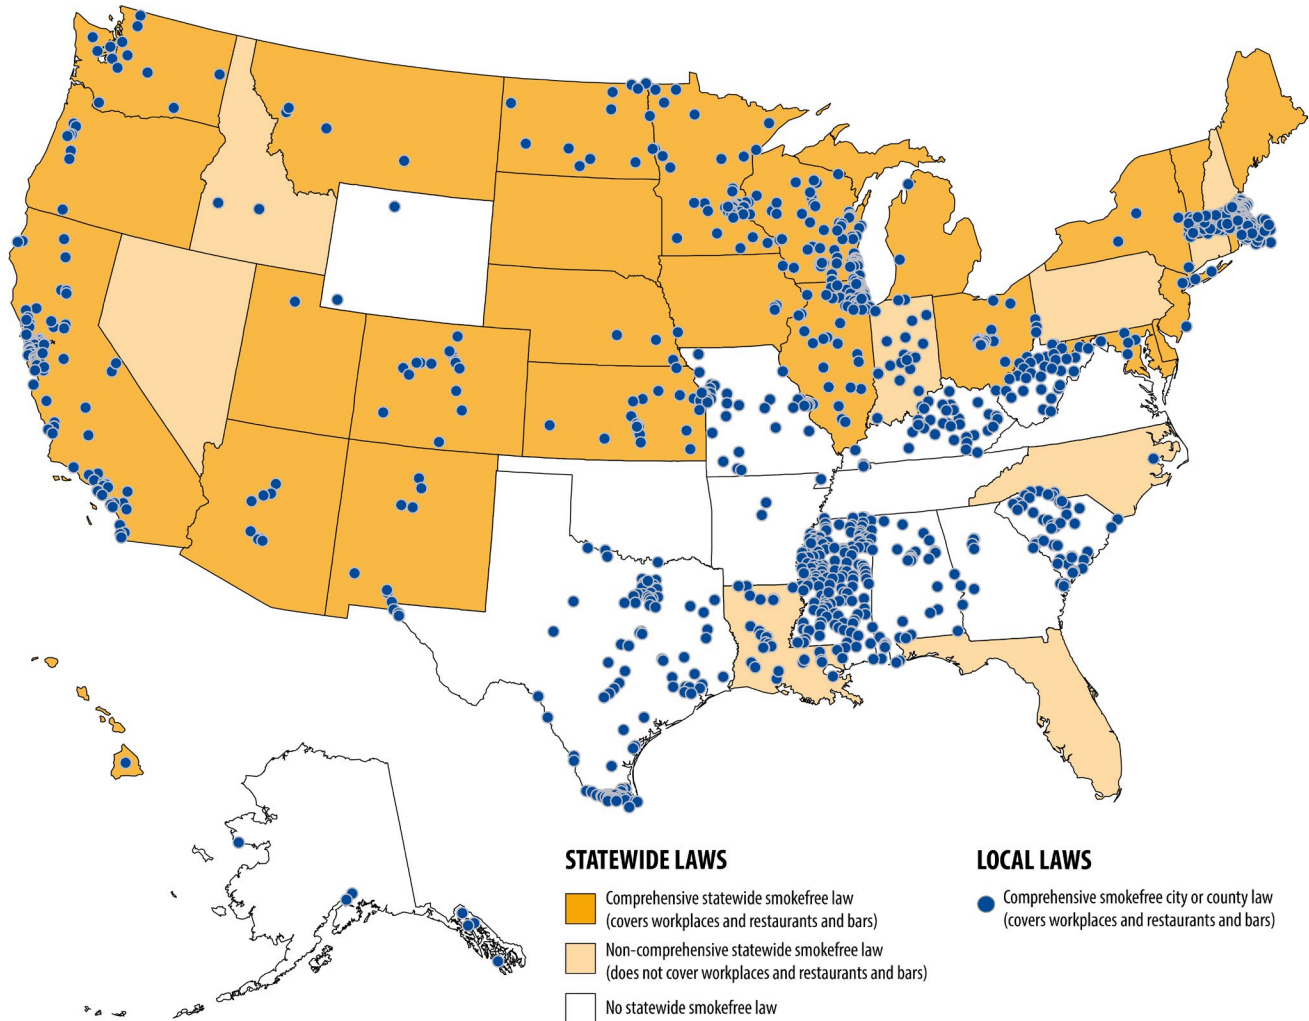 STATEWIDE LAWS
Comprehensive statewide smokefree law
(covers workplaces and restaurants and bars)
Non-comprehensive statewide smokefree law
(does not cover workplaces and restaurants and bars)
No statewide smokefree law
LOCAL LAWS
Comprehensive smokefree city or county law
(covers workplaces and restaurants and bars)